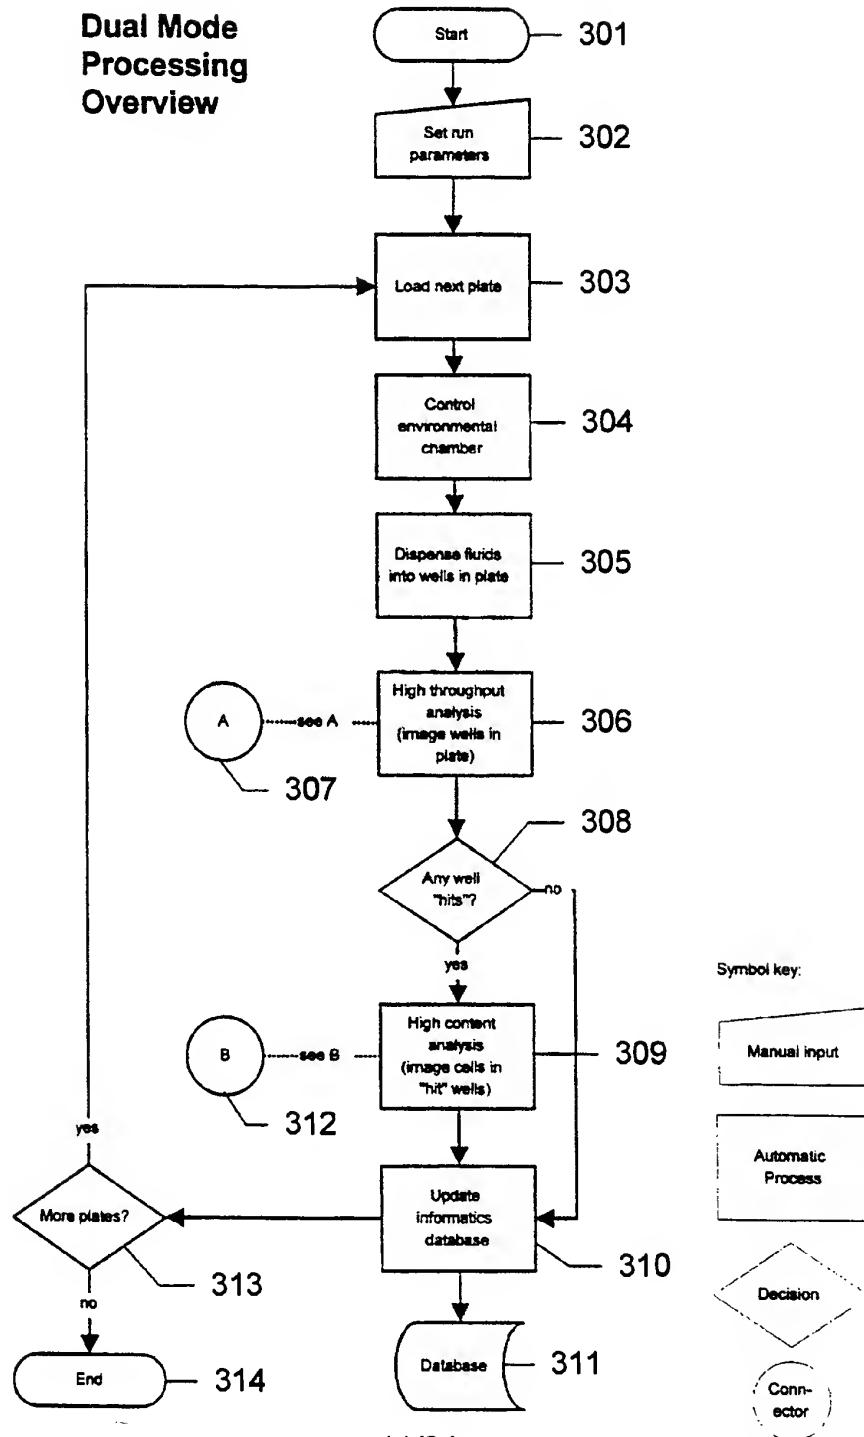 Dual Mode
Processing
Overview
Start
301
Set run
parameters
302
Load next plate
303
Control
environmental
chamber
304
Dispense fluids
into wells in plate
305
High throughput
analysis
(image wells in
plate)
306
A
see A
307
308
Any well
"hits"?
no
yes
High content
analysis
(image cells in
"hit" wells)
309
B
see B
312
yes
More plates?
313
no
Update
informatics
database
310
End
314
Database
311
Symbol key:
Manual input
Automatic
Process
Decision
Conn-
ector